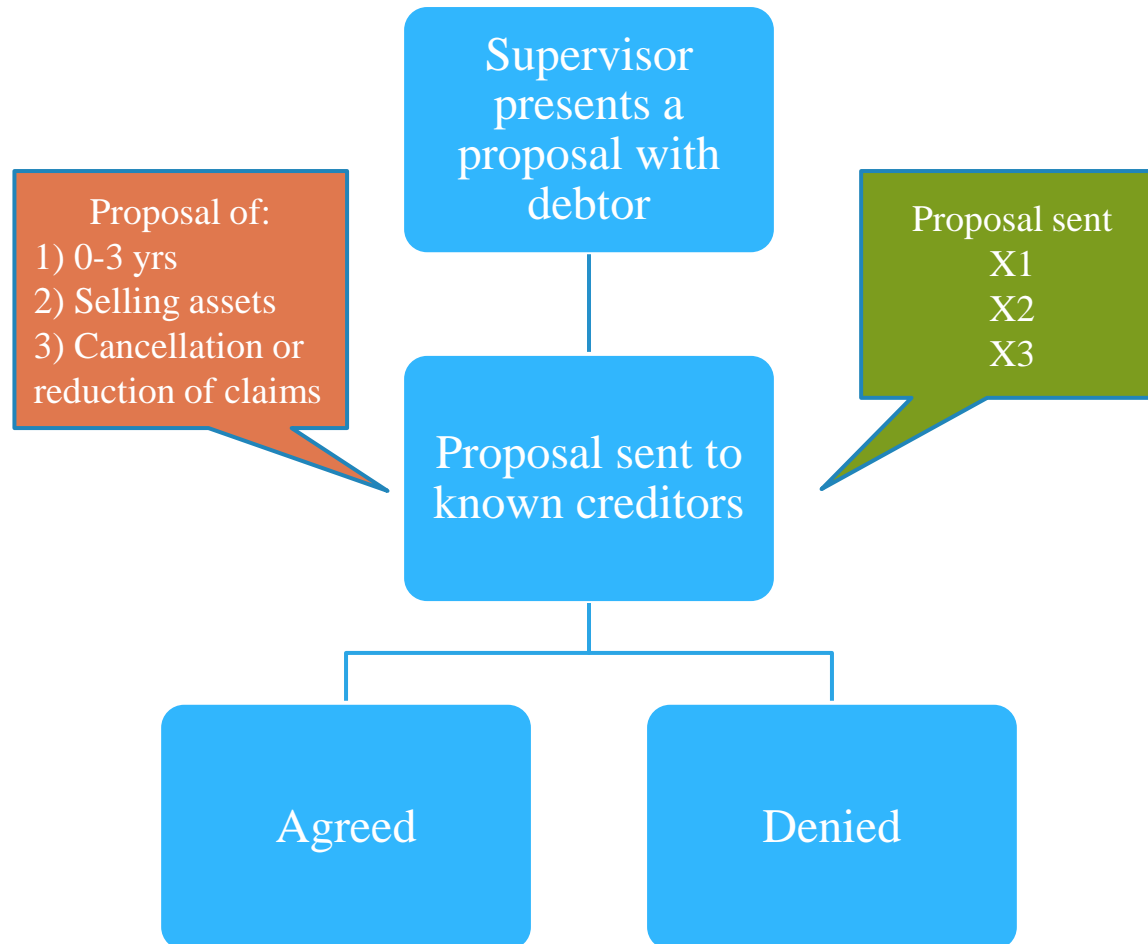 Supervisor
presents a
proposal with
debtor
Proposal of:
1) 0-3 yrs
2) Selling assets
3) Cancellation or
reduction of claims
Proposal sent
X1
X2
X3
Proposal sent to
known creditors
Agreed
Denied